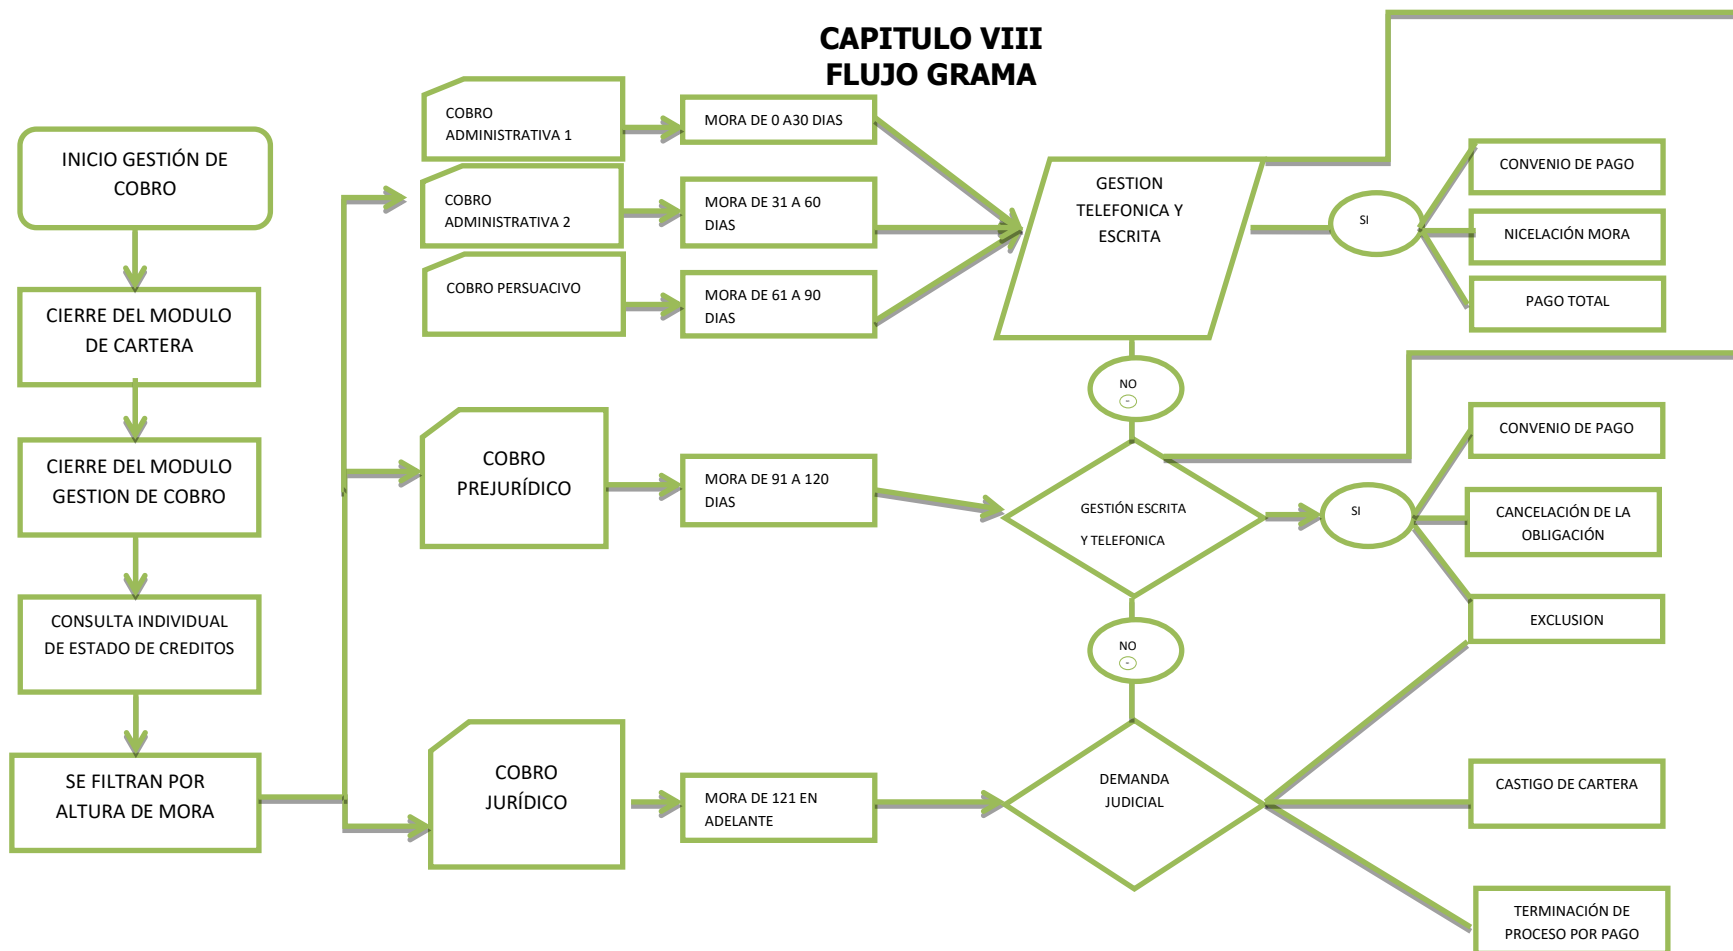 CAPITULO VIII
FLUJO GRAMA
INICIO GESTIÓN DE
COBRO
CIERRE DEL MODULO
DE CARTERA
CIERRE DEL MODULO
GESTION DE COBRO
CONSULTA INDIVIDUAL
DE ESTADO DE CREDITOS
SE FILTRAN POR
ALTURA DE MORA
COBRO
ADMINISTRATIVA 1
MORA DE 0 A30 DIAS
COBRO
ADMINISTRATIVA 2
MORA DE 31 A 60
DIAS
COBRO PERSUACIVO
MORA DE 61 A 90
DIAS
GESTION
TELEFONICA Y
ESCRITA
SI
CONVENIO DE PAGO
NICELACIÓN MORA
PAGO TOTAL
NO
-
COBRO
PREJURÍDICO
MORA DE 91 A 120
DIAS
GESTIÓN ESCRITA
Y TELEFONICA
SI
CONVENIO DE PAGO
CANCELACIÓN DE LA
OBLIGACIÓN
EXCLUSION
NO
-
COBRO
JURÍDICO
MORA DE 121 EN
ADELANTE
DEMANDA
JUDICIAL
CASTIGO DE CARTERA
TERMINACIÓN DE
PROCESO POR PAGO